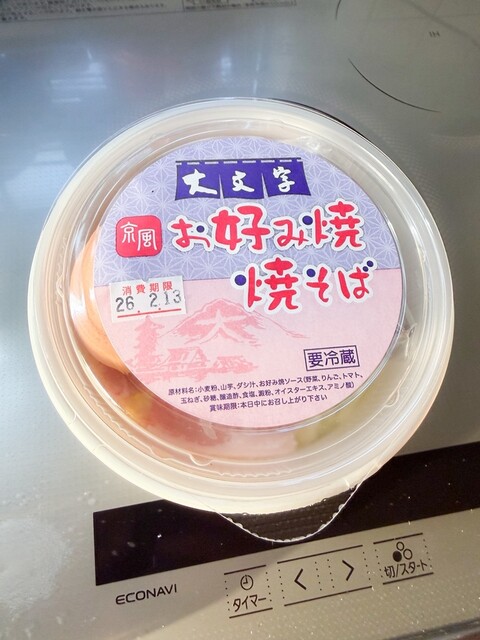 大文字
京風
お好み焼
焼そば
消費期限
26. 2.13
大
要冷蔵
原材料名:小麦粉、山芋、ダシ汁、お好み焼ソース(野菜、りんご、トマト、
玉ねぎ、砂糖、醸造酢、食塩、澱粉、オイスターエキス、アミノ酸)
賞味期限:本日中にお召し上がり下さい
ECONAVI
タイマー
切/スタート